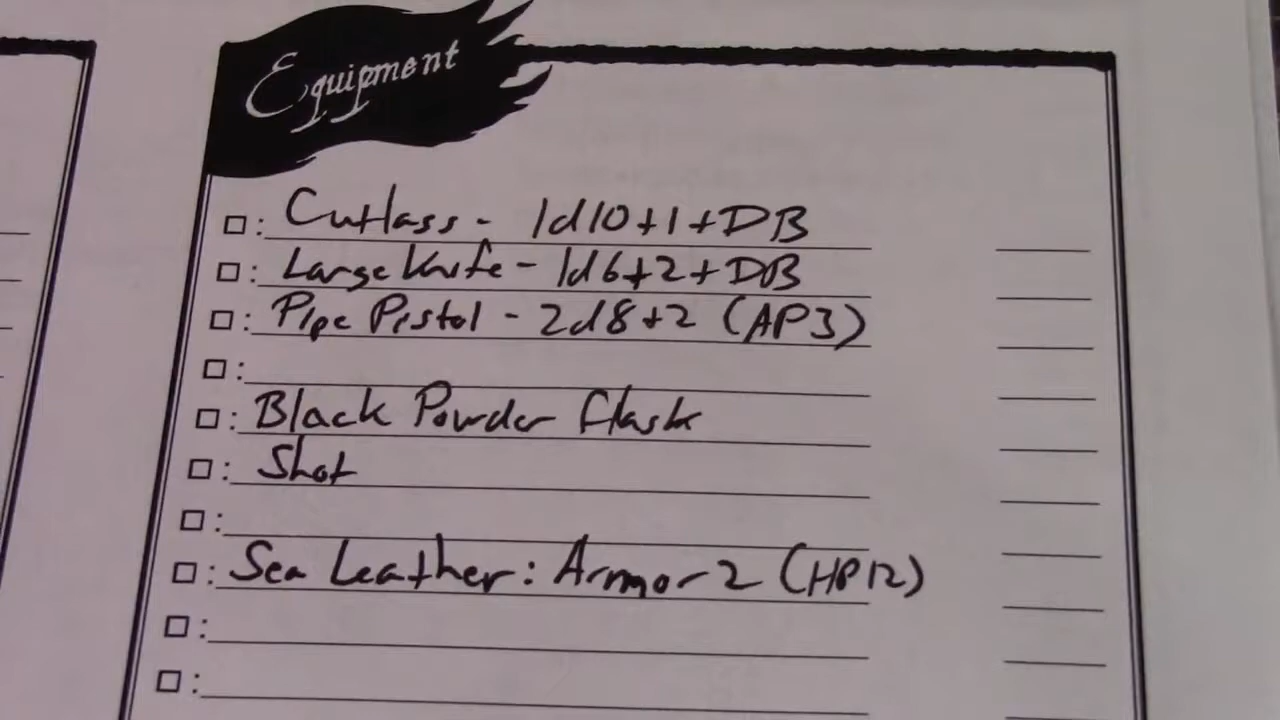 Equipment
: Cutlass - 1d10+1+DB
: Large Knife - 1d6+2+DB
: Pipe Pistol - 2d8+2 (AP3)
:
: Black Powder flask
: Shot
:
: Sea Leather: Armor 2 (HP12)
:
: